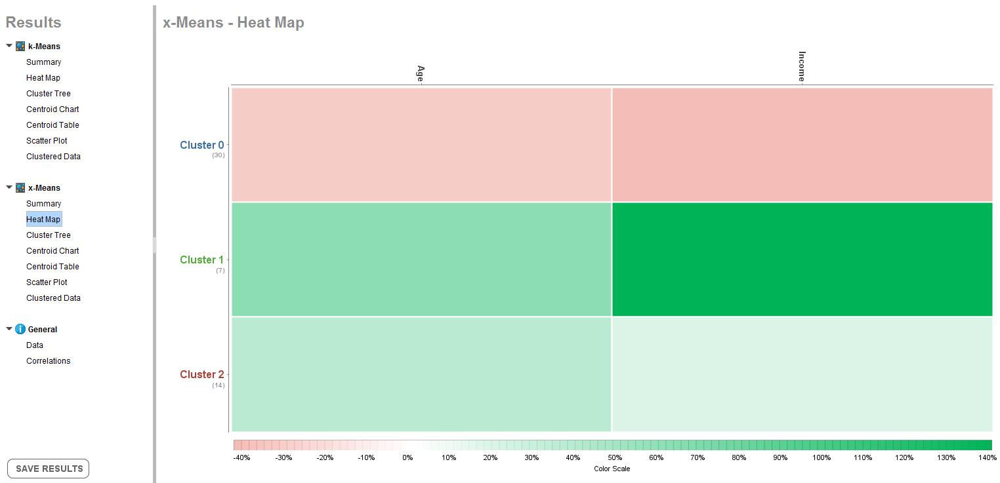 Results
k-Means
Summary
Heat Map
Cluster Tree
Centroid Chart
Centroid Table
Scatter Plot
Clustered Data
x-Means
Summary
Heat Map
Cluster Tree
Centroid Chart
Centroid Table
Scatter Plot
Clustered Data
General
Data
Correlations
SAVE RESULTS
x-Means - Heat Map
Age
Income
Cluster 0
(30)
Cluster 1
(7)
Cluster 2
(14)
-40% -30% -20% -10% 0% 10% 20% 30% 40% 50% 60% 70% 80% 90% 100% 110% 120% 130% 140%
Color Scale